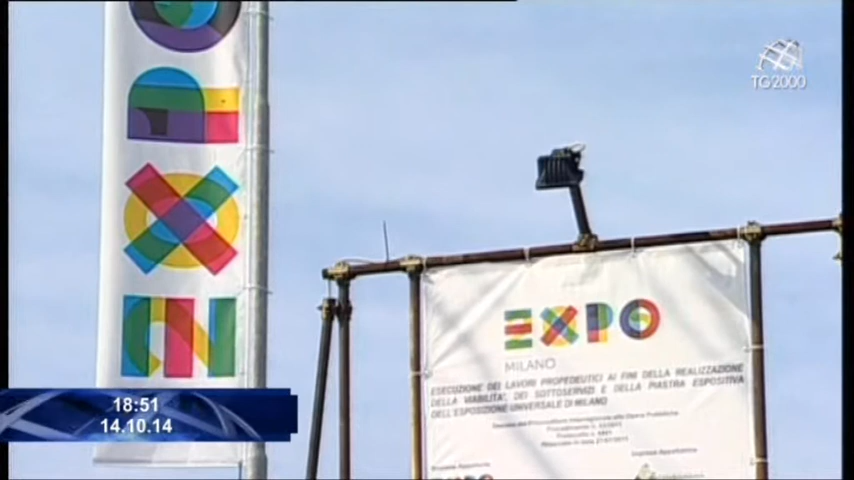 TG2000
EXPO
EXPO
MILANO
ESECUZIONE DEI LAVORI PROPEDEUTICI AI FINI DELLA REALIZZAZIONE
DELLA VIABILITA', DEI SOTTOSERVIZI E DELLA PIASTRA ESPOSITIVA
DELL'ESPOSIZIONE UNIVERSALE DI MILANO
18:51
14.10.14
EXPO